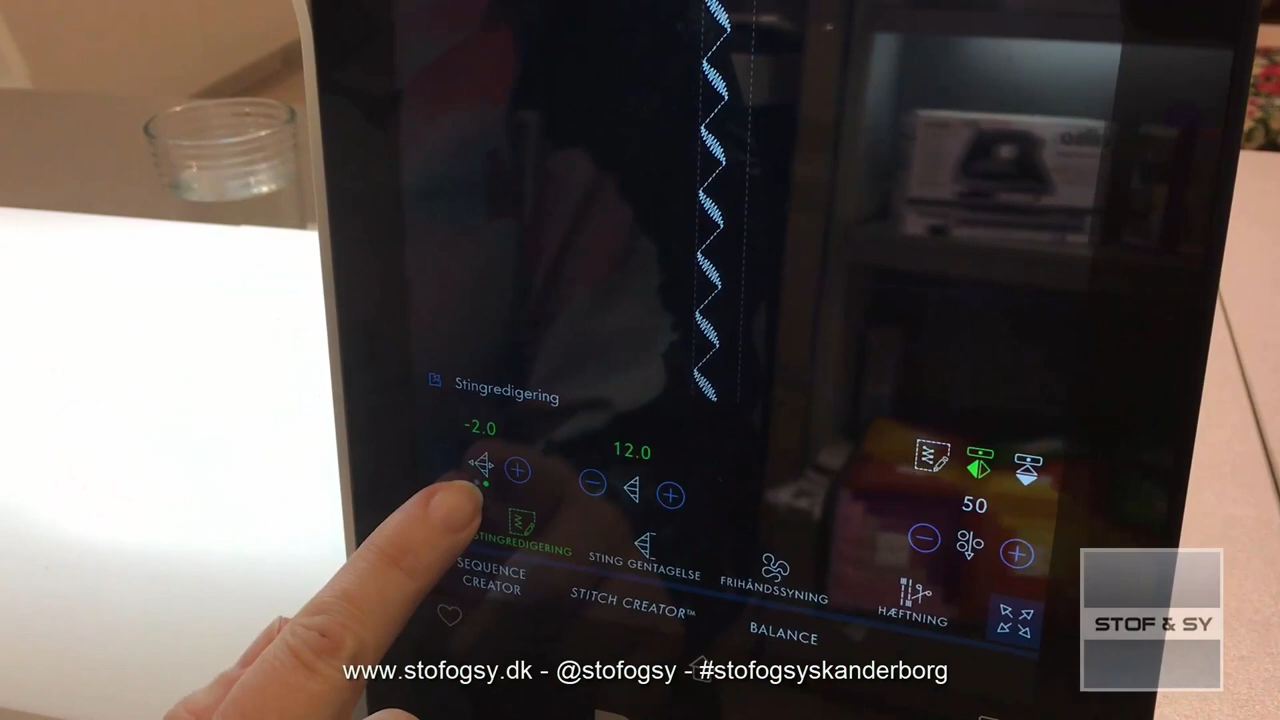 Stingredigering
-2.0
12.0
50
STINGREDIGERING
STING GENTAGELSE
FRIHÅNDSSYNING
HÆFTNING
SEQUENCE
CREATOR
STITCH CREATOR™
BALANCE
STOF & SY
www.stofogsy.dk - @stofogsy - #stofogsyskanderborg